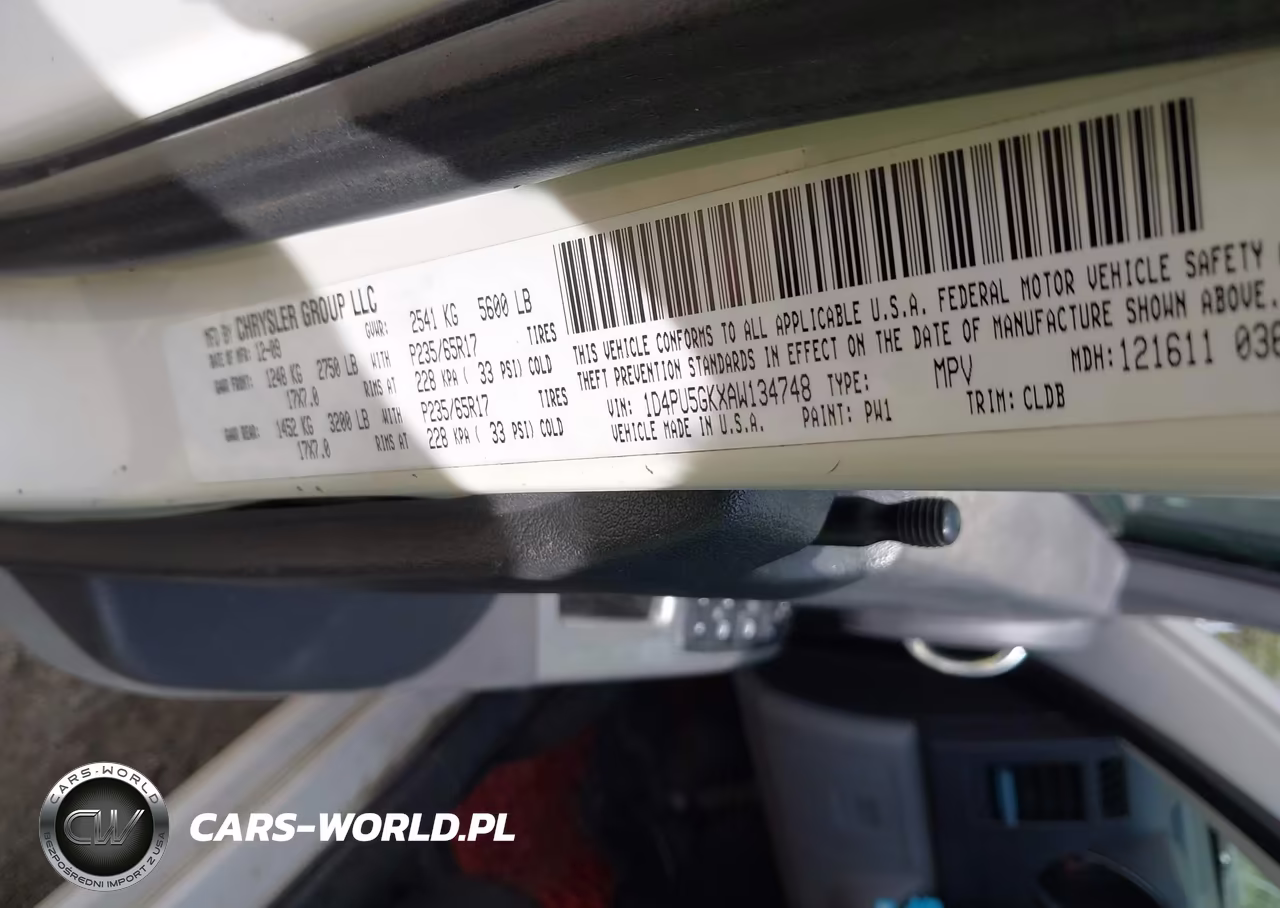 MFD BY CHRYSLER GROUP LLC
DATE OF MFR: 12-09 GVWR: 2541 KG 5600 LB
GAWR FRONT: 1248 KG 2750 LB WITH P235/65R17 TIRES
17X7.0 RIMS AT 228 KPA ( 33 PSI) COLD
GAWR REAR: 1452 KG 3200 LB WITH P235/65R17 TIRES
17X7.0 RIMS AT 228 KPA ( 33 PSI) COLD
THIS VEHICLE CONFORMS TO ALL APPLICABLE U.S.A. FEDERAL MOTOR VEHICLE SAFETY
THEFT PREVENTION STANDARDS IN EFFECT ON THE DATE OF MANUFACTURE SHOWN ABOVE.
VIN: 1D4PU5GKXAW134748 TYPE: MPV MDH: 121611 036
VEHICLE MADE IN U.S.A. PAINT: PW1 TRIM: CLDB
CARS-WORLD
CW
BEZPOŚREDNI IMPORT Z USA
CARS-WORLD.PL